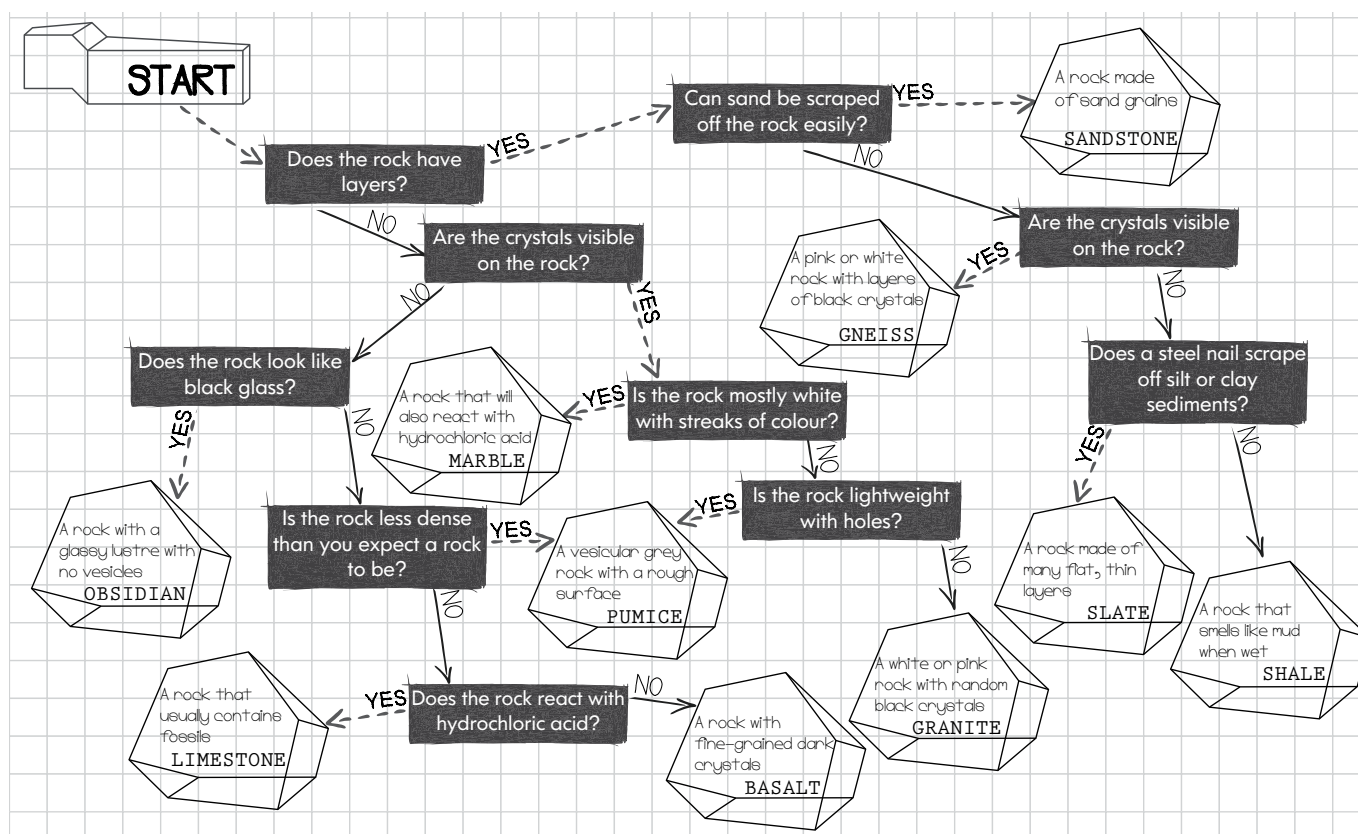 START
Does the rock have
layers?
YES
NO
Can sand be scraped
off the rock easily?
YES
A rock made
of sand grains
SANDSTONE
NO
Are the crystals visible
on the rock?
YES
A pink or white
rock with layers
of black crystals
GNEISS
NO
Does a steel nail scrape
off silt or clay
sediments?
YES
A rock made of
many flat, thin
layers
SLATE
NO
A rock that
smells like mud
when wet
SHALE
Are the crystals visible
on the rock?
NO
YES
Does the rock look like
black glass?
YES
A rock with a
glassy lustre with
no vesicles
OBSIDIAN
NO
Is the rock less dense
than you expect a rock
to be?
YES
A vesicular grey
rock with a rough
surface
PUMICE
NO
Does the rock react with
hydrochloric acid?
YES
A rock that
usually contains
fossils
LIMESTONE
NO
A rock with
fine-grained dark
crystals
BASALT
Is the rock mostly white
with streaks of colour?
YES
A rock that will
also react with
hydrochloric acid
MARBLE
NO
Is the rock lightweight
with holes?
YES
NO
A white or pink
rock with random
black crystals
GRANITE